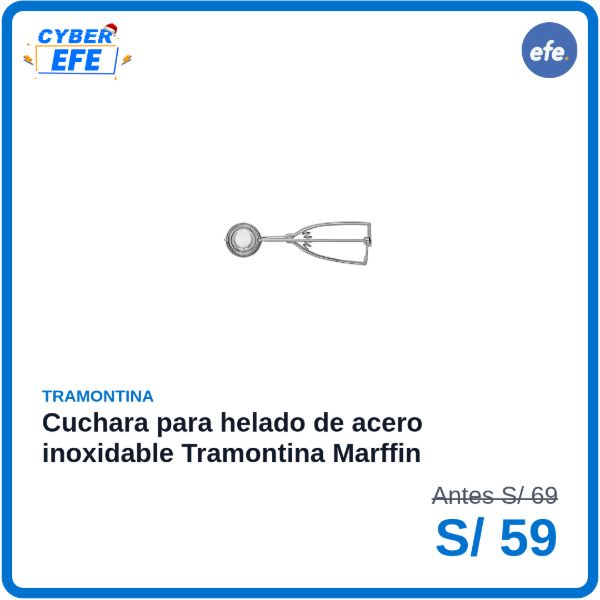 CYBER
EFE
efe.
TRAMONTINA
Cuchara para helado de acero
inoxidable Tramontina Marffin
Antes S/ 69
S/ 59